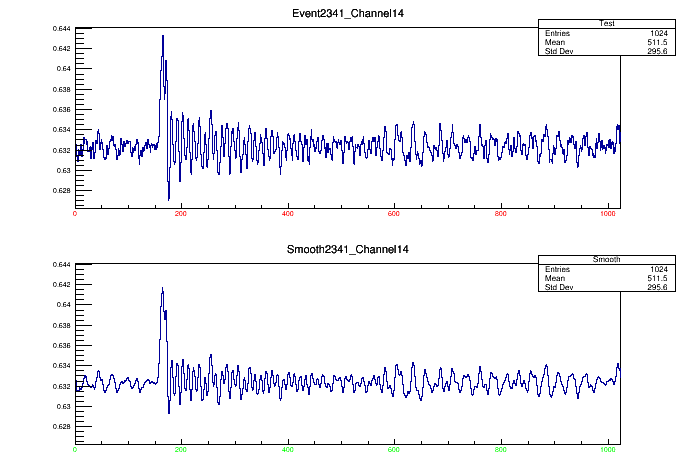 Event2341_Channel14
Test
Entries 1024
Mean 511.5
Std Dev 295.6
0.644
0.642
0.64
0.638
0.636
0.634
0.632
0.63
0.628
0 200 400 600 800 1000
Smooth2341_Channel14
Smooth
Entries 1024
Mean 511.5
Std Dev 295.6
0.644
0.642
0.64
0.638
0.636
0.634
0.632
0.63
0.628
0 200 400 600 800 1000